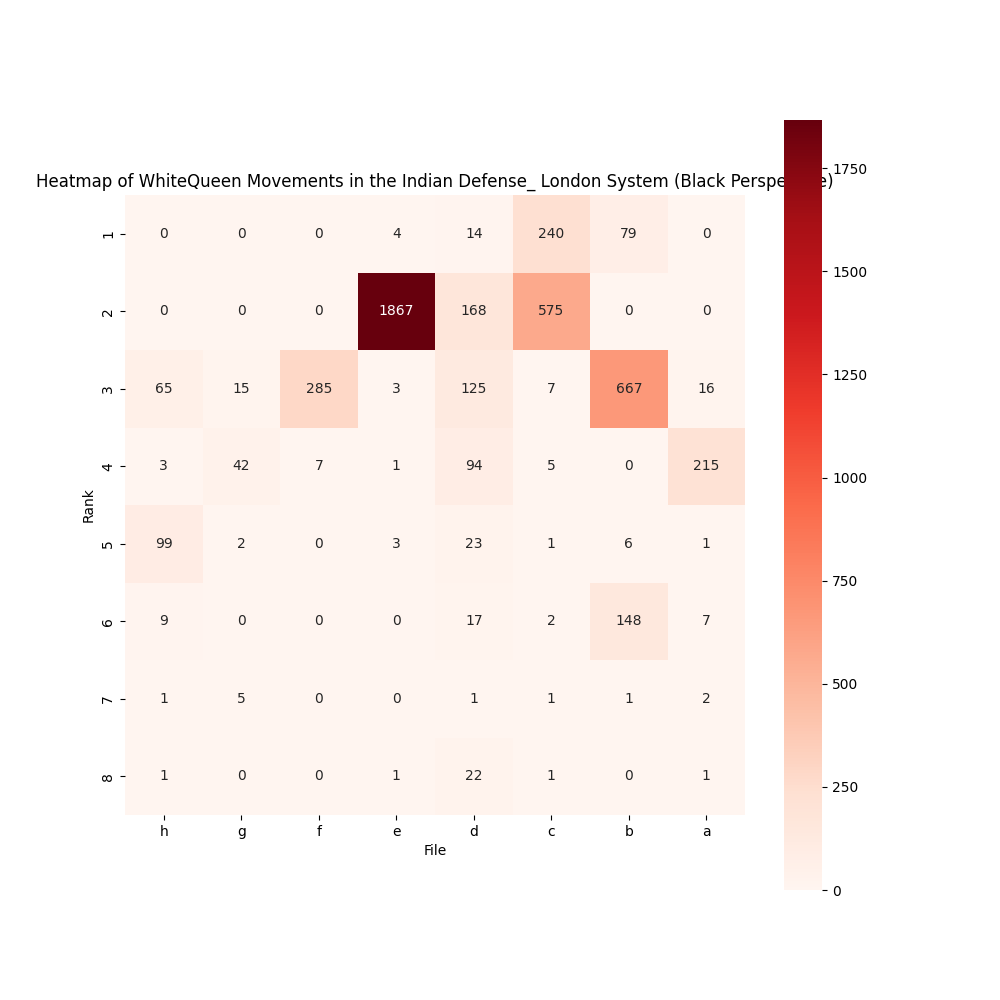 Heatmap of WhiteQueen Movements in the Indian Defense_ London System (Black Perspe e)
1 0 0 0 4 14 240 79 0
2 0 0 0 1867 168 575 0 0
3 65 15 285 3 125 7 667 16
4 3 42 7 1 94 5 0 215
5 99 2 0 3 23 1 6 1
6 9 0 0 0 17 2 148 7
7 1 5 0 0 1 1 1 2
8 1 0 0 1 22 1 0 1
h g f e d c b a
Rank
File
1750
1500
1250
1000
750
500
250
0